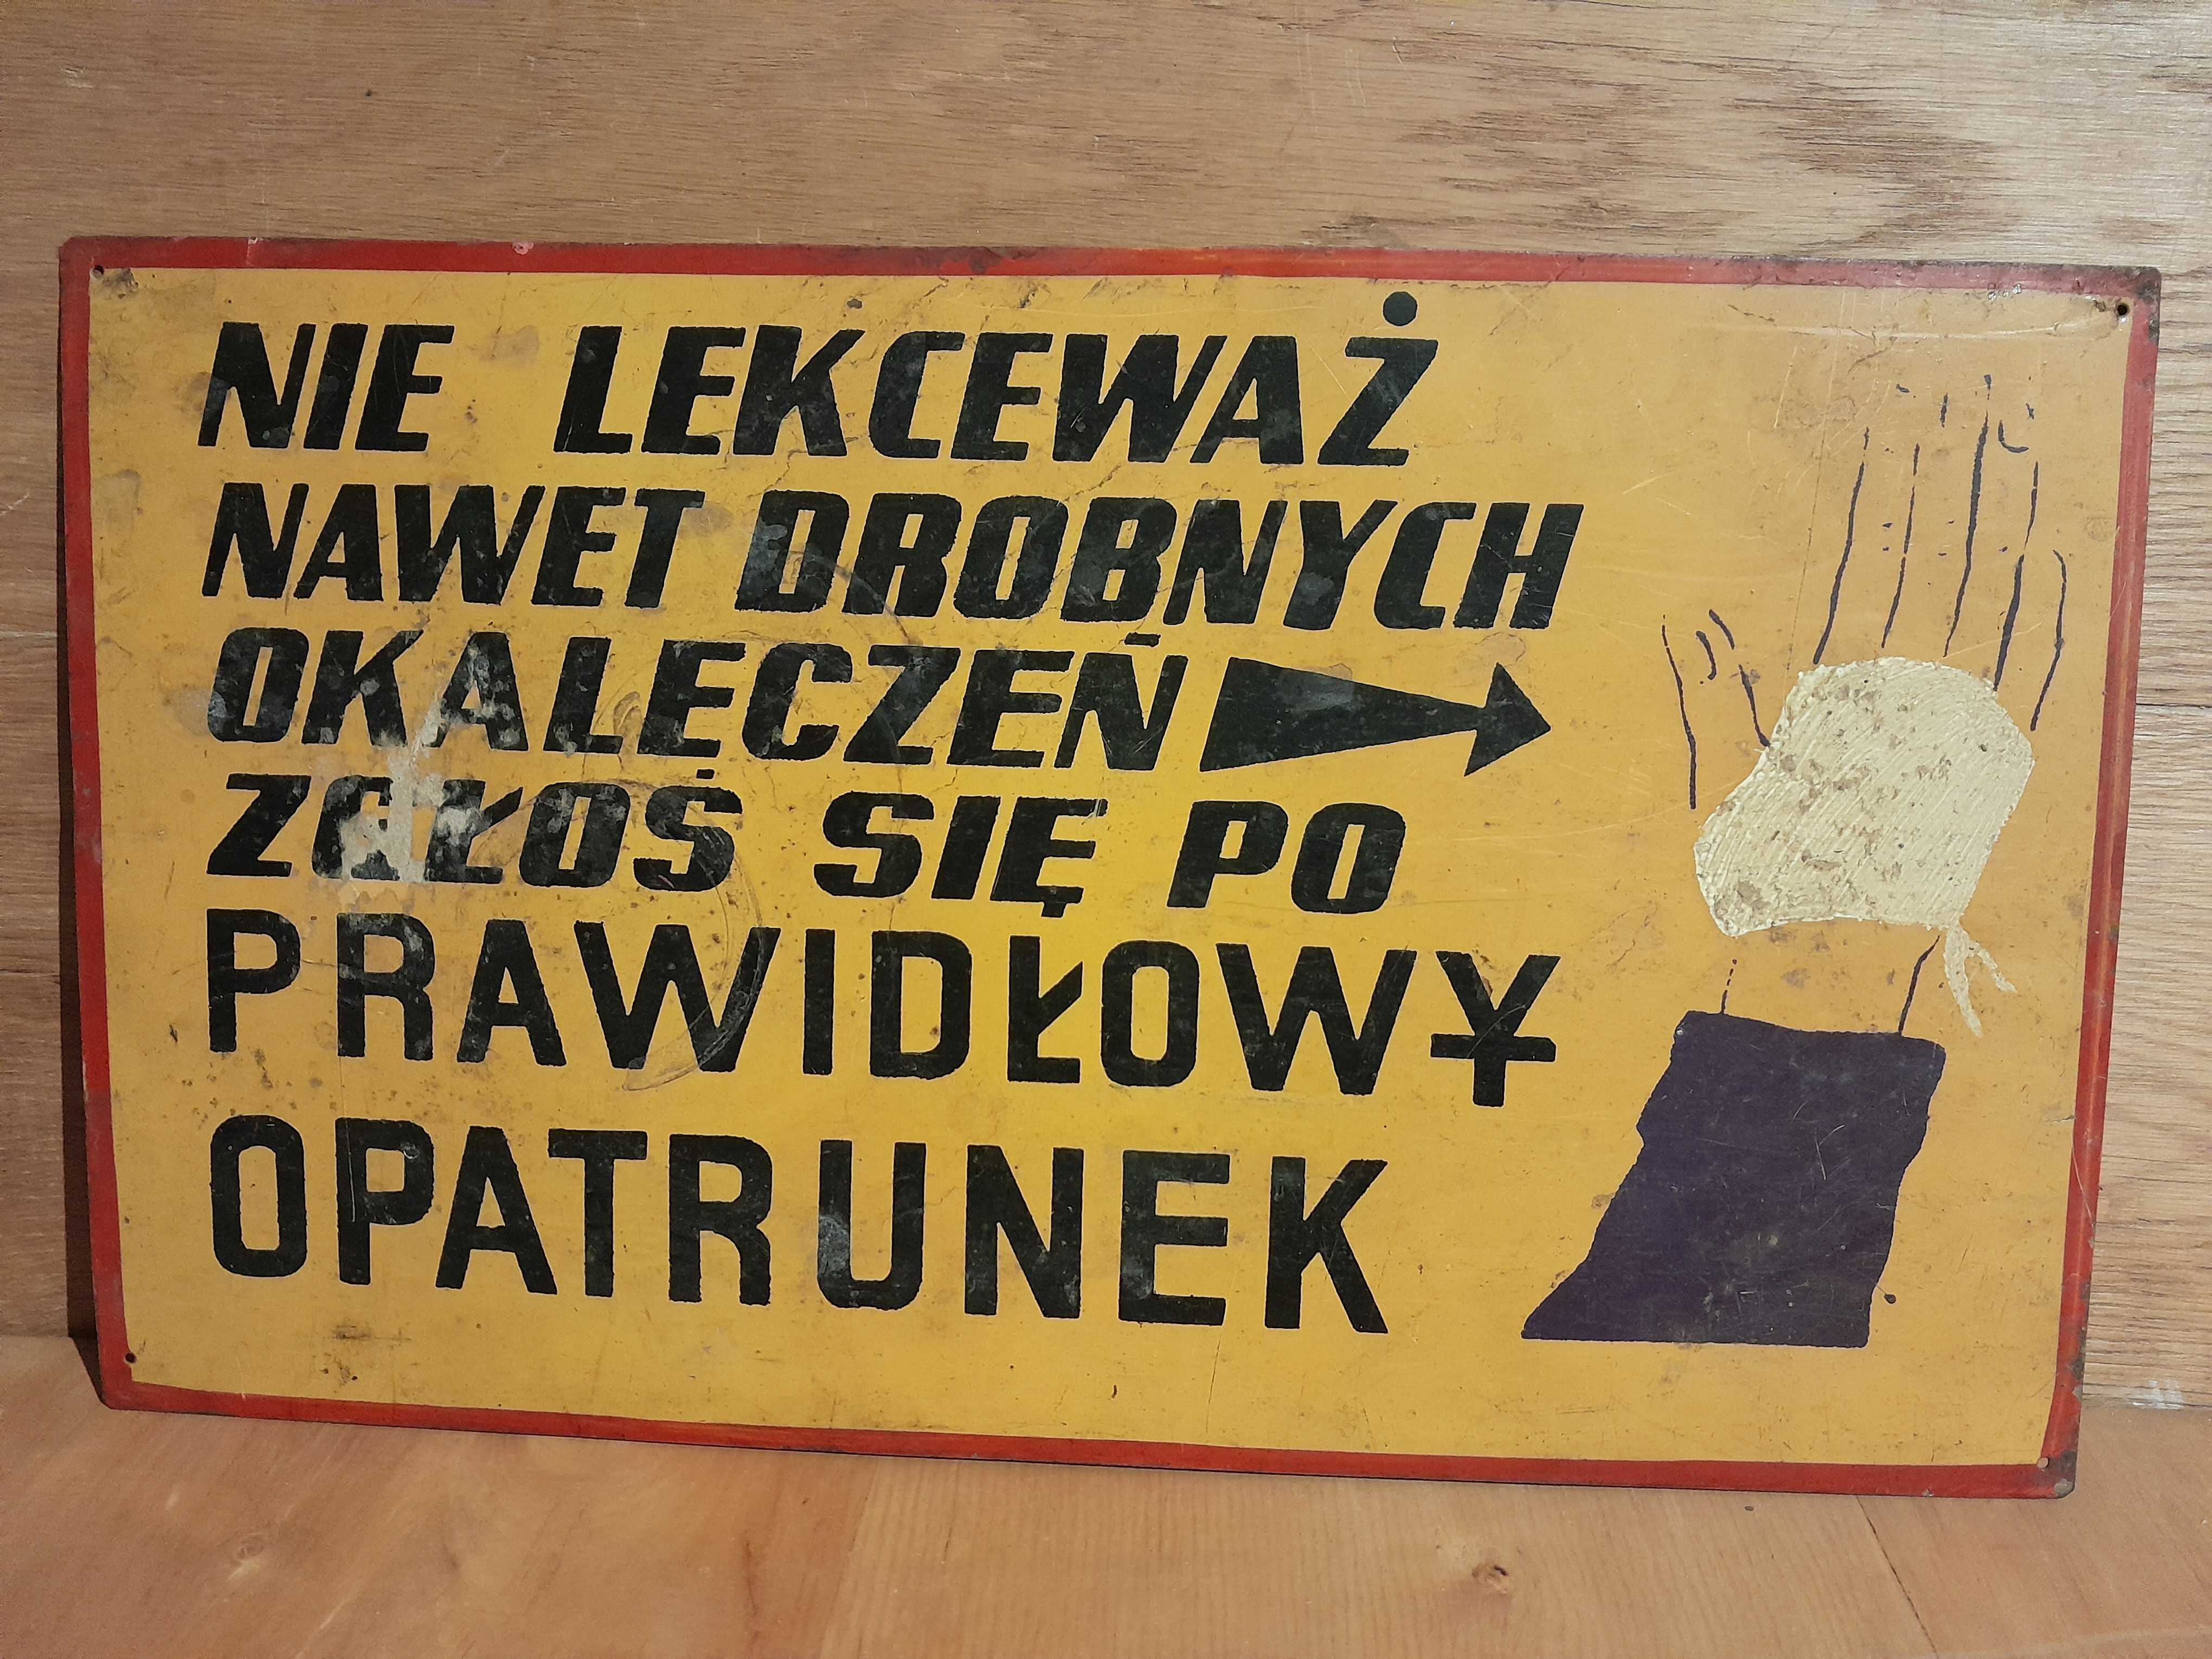 NIE LEKCEWAŻ
NAWET DROBNYCH
OKALECZEŃ
ZGŁOŚ SIĘ PO
PRAWIDŁOWY
OPATRUNEK